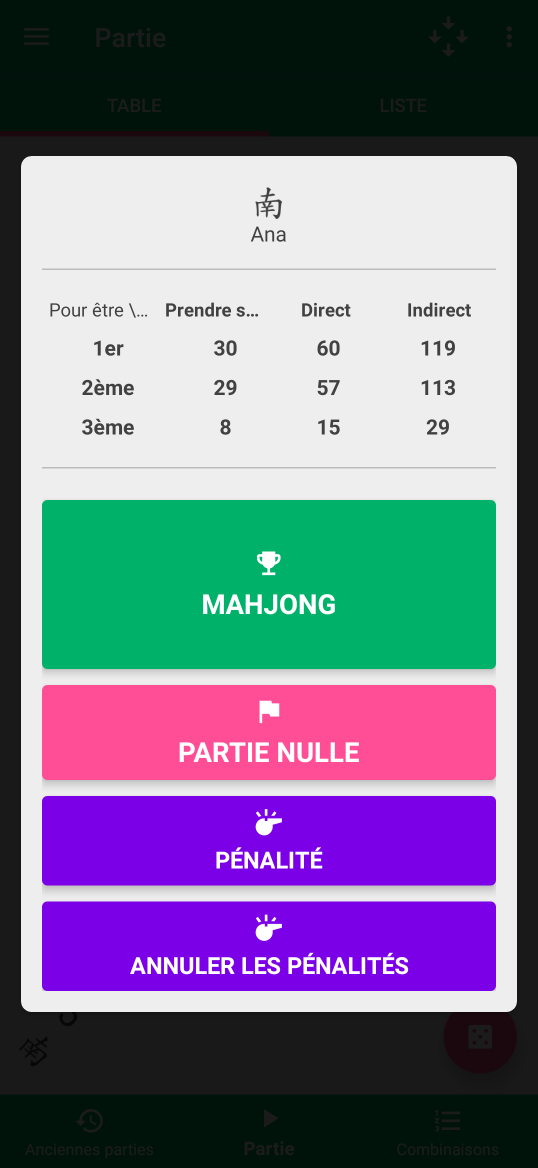 Partie
TABLE LISTE
南
Ana
Pour être \... Prendre s... Direct Indirect
1er 30 60 119
2ème 29 57 113
3ème 8 15 29
MAHJONG
PARTIE NULLE
PÉNALITÉ
ANNULER LES PÉNALITÉS
南
Anciennes parties Partie Combinaisons